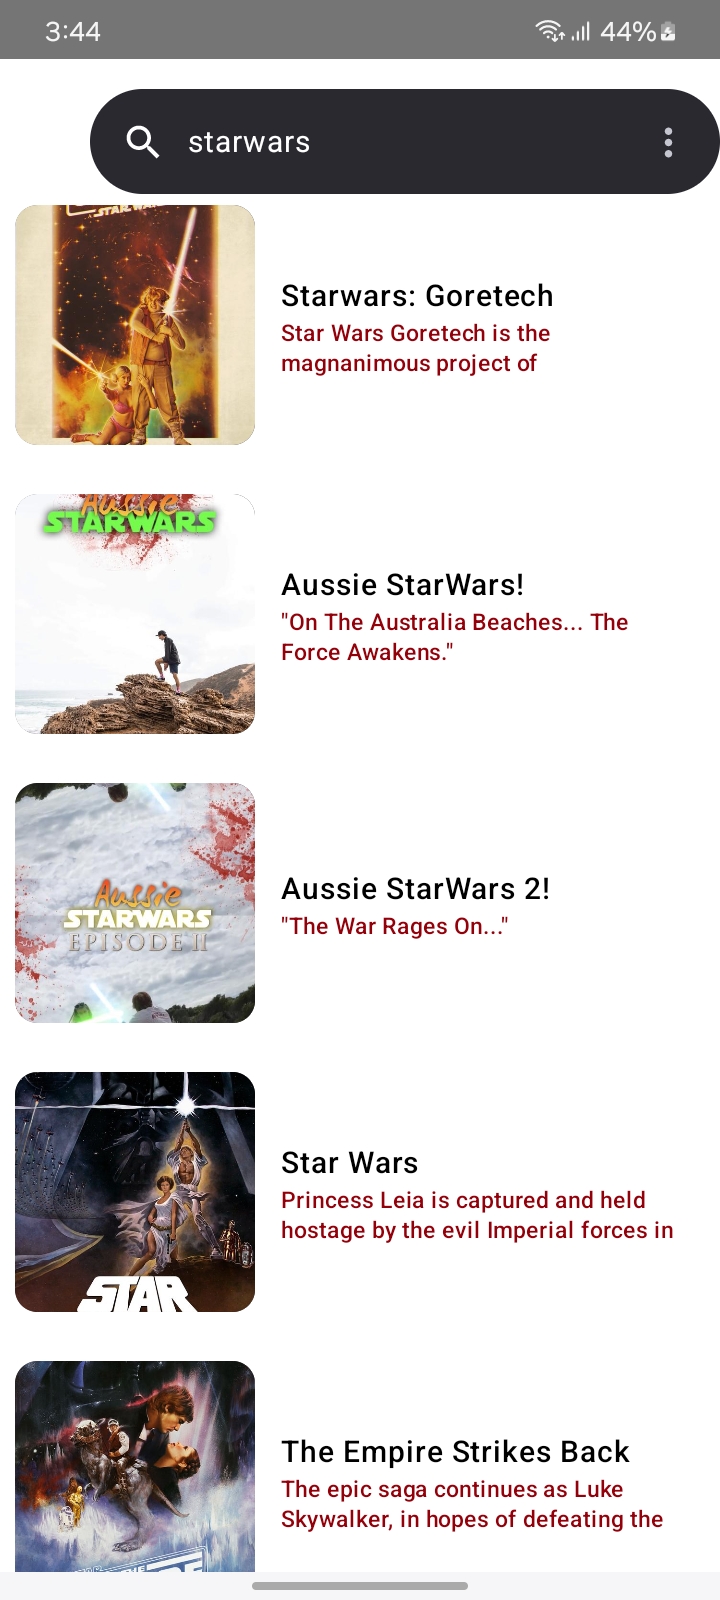 3:44
44%
starwars
STAR WARS
Starwars: Goretech
Star Wars Goretech is the
magnanimous project of
Aussie
STARWARS
Aussie StarWars!
"On The Australia Beaches... The
Force Awakens."
Aussie
STARWARS
EPISODE II
Aussie StarWars 2!
"The War Rages On..."
STAR
Star Wars
Princess Leia is captured and held
hostage by the evil Imperial forces in
The Empire Strikes Back
The epic saga continues as Luke
Skywalker, in hopes of defeating the